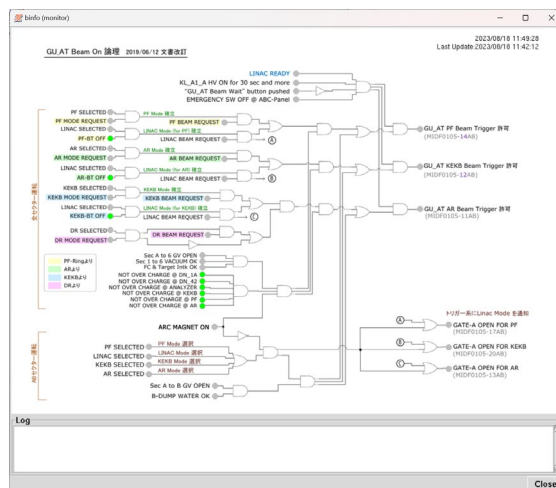 binfo (monitor)
2023/08/18 11:49:28
Last Update 2023/08/18 11:42:12
GU_AT Beam On 論理 2019/06/12 文書改訂
LINAC READY
KL_A1_A HV ON for 30 sec and more
"GU_AT Beam Wait" button pushed
EMERGENCY SW OFF @ ABC-Panel
全セクター運転
PF SELECTED
PF Mode 確立
PF MODE REQUEST
PF BEAM REQUEST
LINAC SELECTED
LINAC Mode (for PF) 確立
PF-BT OFF
LINAC BEAM REQUEST
A
AR SELECTED
AR Mode 確立
AR MODE REQUEST
AR BEAM REQUEST
LINAC SELECTED
LINAC Mode (for AR) 確立
AR-BT OFF
LINAC BEAM REQUEST
B
KEKB SELECTED
KEKB Mode 確立
KEKB MODE REQUEST
KEKB BEAM REQUEST
LINAC SELECTED
LINAC Mode (for KEKB) 確立
KEKB-BT OFF
LINAC BEAM REQUEST
C
DR SELECTED
DR MODE REQUEST
DR BEAM REQUEST
GU_AT PF Beam Trigger 許可
(MIDF0105-14AB)
GU_AT KEKB Beam Trigger 許可
(MIDF0105-12AB)
GU_AT AR Beam Trigger 許可
(MIDF0105-11AB)
PF-Ringより
ARより
KEKBより
DRより
Sec A to 6 GV OPEN
Sec 1 to 6 VACUUM OK
FC & Target Intk OK
NOT OVER CHARGE @ DN_1A
NOT OVER CHARGE @ DN_42
NOT OVER CHARGE @ ANALYZER
NOT OVER CHARGE @ KEKB
NOT OVER CHARGE @ PF
NOT OVER CHARGE @ AR
ARC MAGNET ON
ABセクター運転
PF SELECTED
PF Mode 選択
LINAC SELECTED
LINAC Mode 選択
KEKB SELECTED
KEKB Mode 選択
AR SELECTED
AR Mode 選択
Sec A to B GV OPEN
B-DUMP WATER OK
トリガー系にLinac Mode を通知
A
GATE-A OPEN FOR PF
(MIDF0105-17AB)
B
GATE-A OPEN FOR KEKB
(MIDF0105-20AB)
C
GATE-A OPEN FOR AR
(MIDF0105-13AB)
Log
Close